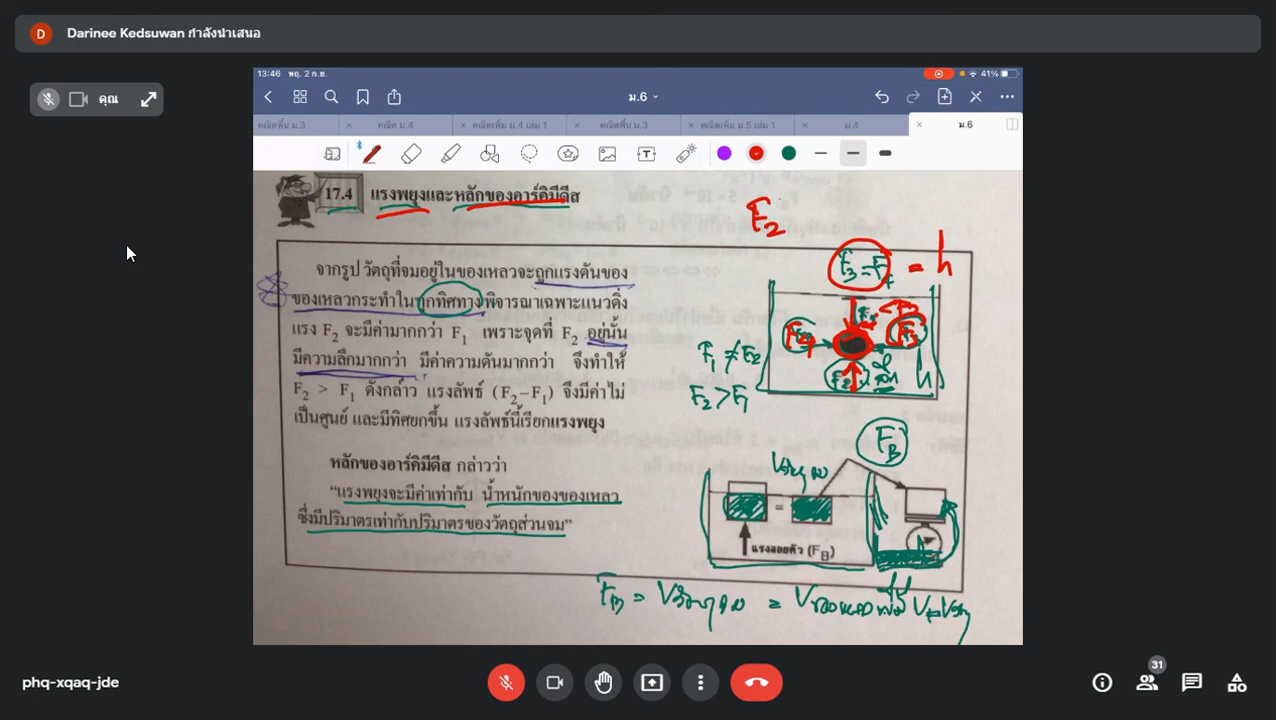 D Darinee Kedsuwan กำลังนำเสนอ
คุณ
13:46 พฤ. 2 ก.ย.
41%
ม.6
คณิตพื้น ม.3
คณิต ม.4
คณิตเพิ่ม ม.4 เล่ม 1
คณิตพื้น ม.3
คณิตเพิ่ม ม.5 เล่ม 1
ม.4
ม.6
17.4 แรงพยุงและหลักของอาร์คิมีดีส
F2
จากรูป วัตถุที่จมอยู่ในของเหลวจะถูกแรงดันของ
ของเหลวกระทำในทุกทิศทางพิจารณาเฉพาะแนวดิ่ง
แรง F2 จะมีค่ามากกว่า F1 เพราะจุดที่ F2 อยู่นั้น
มีความลึกมากกว่า มีค่าความดันมากกว่า จึงทำให้
F2 > F1 ดังกล่าว แรงลัพธ์ (F2–F1) จึงมีค่าไม่
เป็นศูนย์ และมีทิศยกขึ้น แรงลัพธ์นี้เรียกแรงพยุง
= h
F1 ≠ F2
F2 > F1
h
หลักของอาร์คิมีดีส กล่าวว่า
“แรงพยุงจะมีค่าเท่ากับ น้ำหนักของของเหลว
ซึ่งมีปริมาตรเท่ากับปริมาตรของวัตถุส่วนจม”
FB
=
แรงลอยตัว (FB)
FB =
phq-xqaq-jde
31